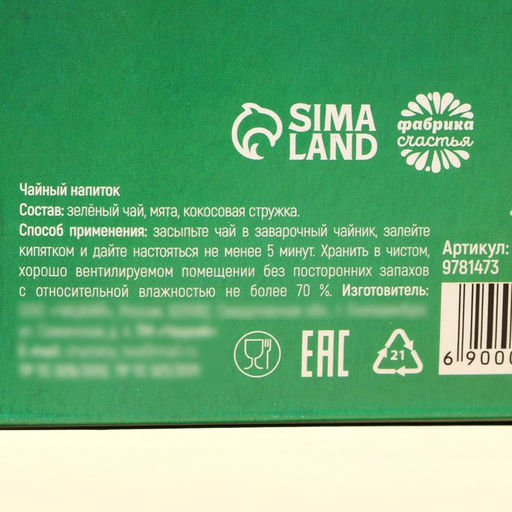 SIMA
LAND
фабрика
счастья
Чайный напиток
Состав: зелёный чай, мята, кокосовая стружка.
Способ применения: засыпьте чай в заварочный чайник, залейте
кипятком и дайте настояться не менее 5 минут. Хранить в чистом,
хорошо вентилируемом помещении без посторонних запахов
с относительной влажностью не более 70 %. Изготовитель:
Артикул:
9781473
EAC
21
6 9000